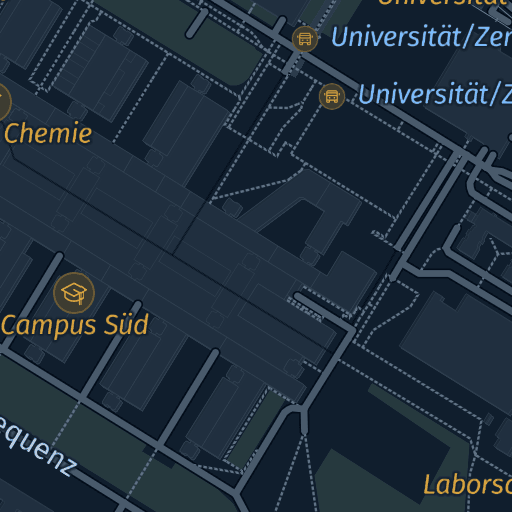 Universität/Zen
Universität/Z
Chemie
Campus Süd
equenz
Laborsc